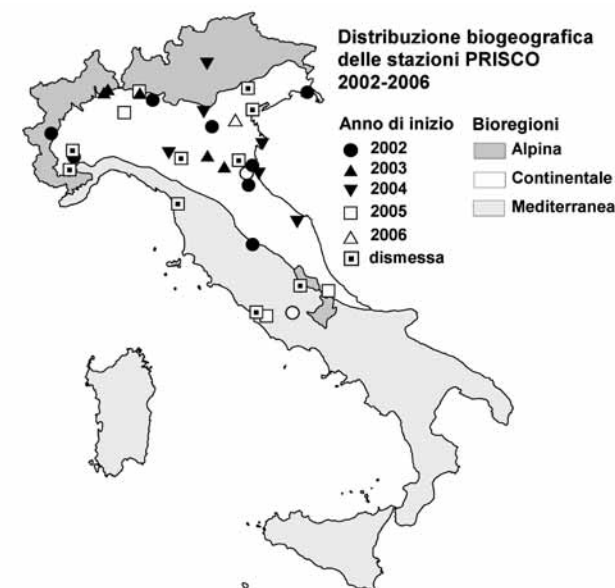 Distribuzione biogeografica
delle stazioni PRISCO
2002-2006
Anno di inizio
2002
2003
2004
2005
2006
dismessa
Bioregioni
Alpina
Continentale
Mediterranea